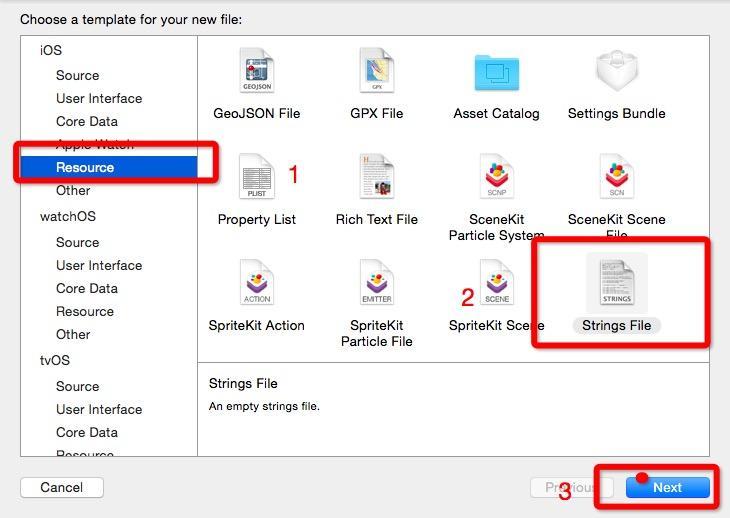 Choose a template for your new file:
iOS
Source
User Interface
Core Data
Apple Watch
Resource
Other
watchOS
Source
User Interface
Core Data
Resource
Other
tvOS
Source
User Interface
Core Data
Resource
GEOJSON
GPX
GeoJSON File
GPX File
Asset Catalog
Settings Bundle
PLIST
1
SCNP
SCN
Property List
Rich Text File
SceneKit
Particle System
SceneKit Scene
File
ACTION
EMITTER
2
SCENE
STRINGS
SpriteKit Action
SpriteKit
Particle File
SpriteKit Scene
Strings File
Strings File
An empty strings file.
Cancel
Previous
3
Next